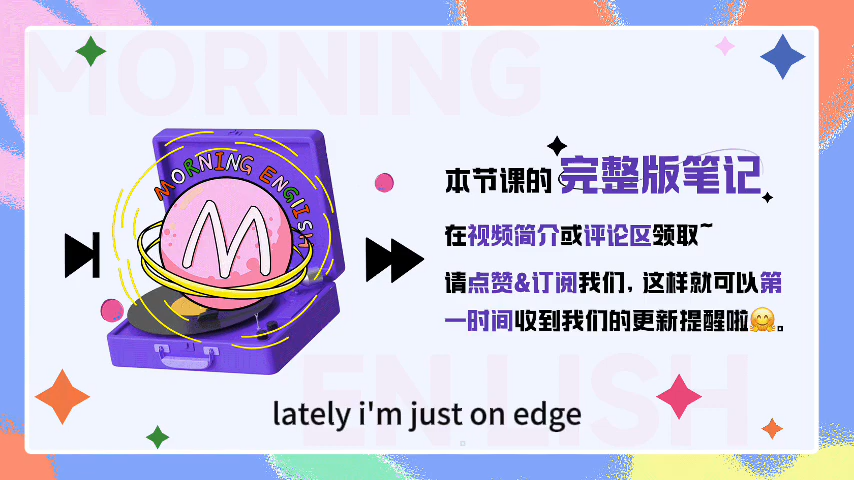 MORNING
MORNING ENGlISH
M
本节课的 完整版笔记
在视频简介或评论区领取~
请点赞&订阅我们, 这样就可以第
一时间收到我们的更新提醒啦🤗。
EN LISH
lately i'm just on edge